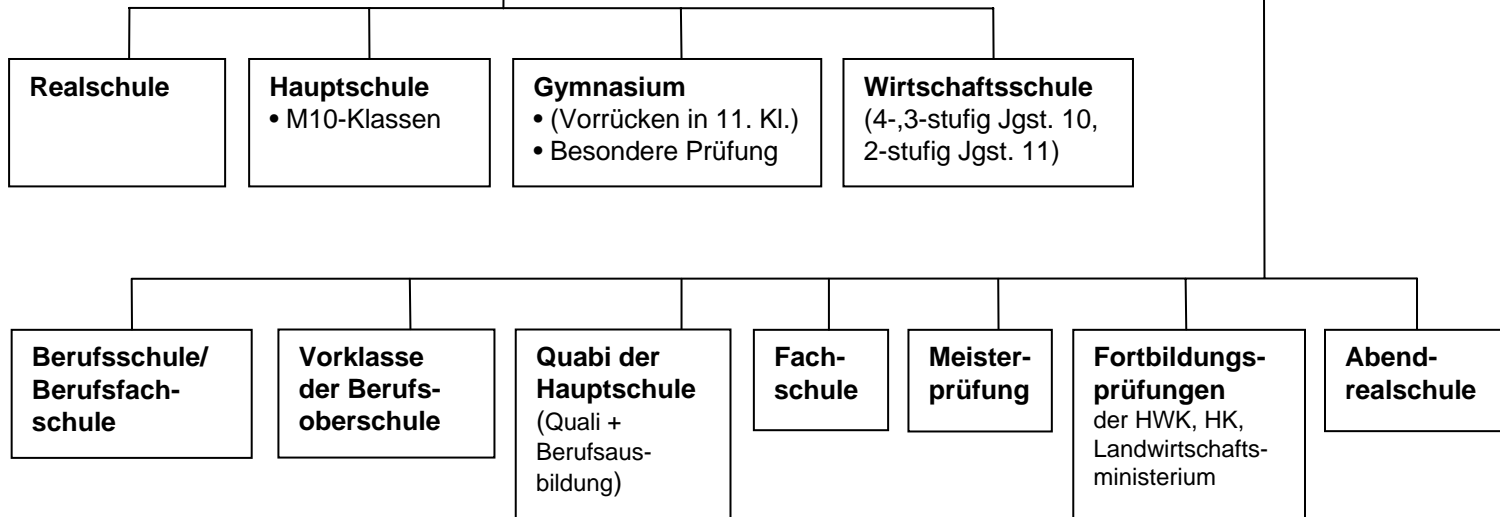 Realschule
Hauptschule
• M10-Klassen
Gymnasium
• (Vorrücken in 11. Kl.)
• Besondere Prüfung
Wirtschaftsschule
(4-,3-stufig Jgst. 10,
2-stufig Jgst. 11)
Berufsschule/
Berufsfach-
schule
Vorklasse
der Berufs-
oberschule
Quabi der
Hauptschule
(Quali +
Berufsaus-
bildung)
Fach-
schule
Meister-
prüfung
Fortbildungs-
prüfungen
der HWK, HK,
Landwirtschafts-
ministerium
Abend-
realschule